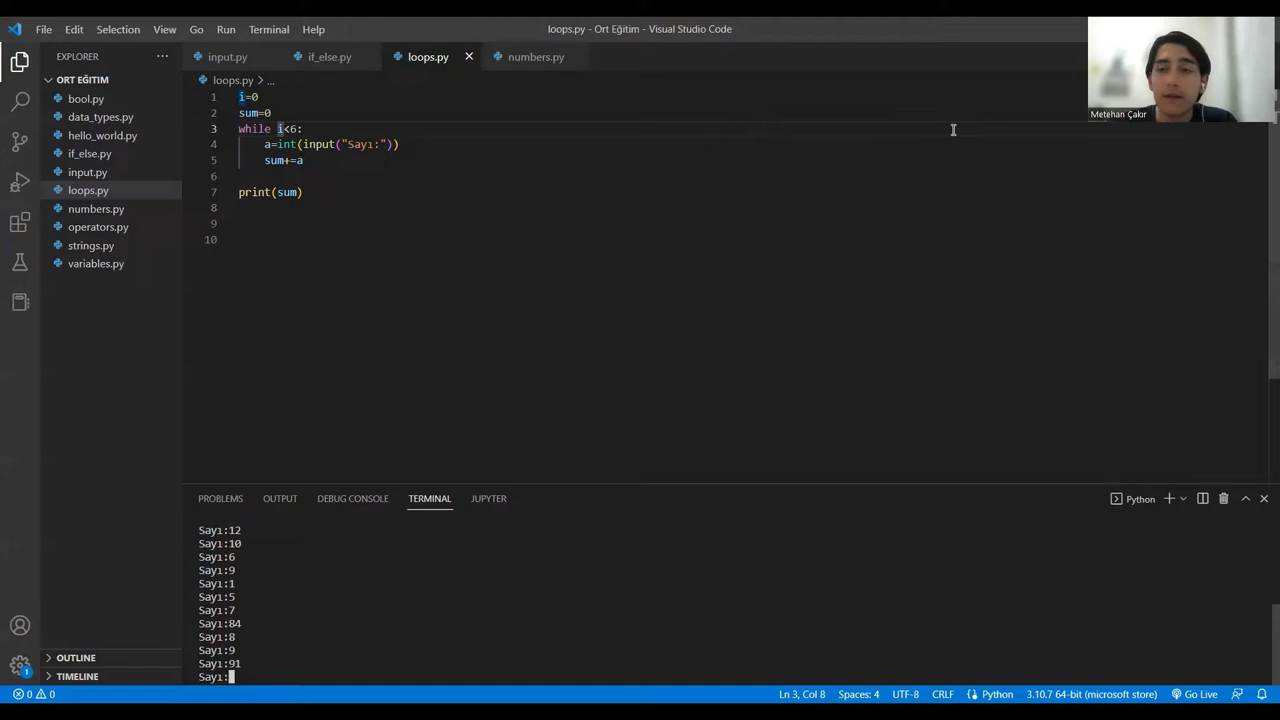 File Edit Selection View Go Run Terminal Help
loops.py - Ort Eğitim - Visual Studio Code
EXPLORER
ORT EĞİTIM
bool.py
data_types.py
hello_world.py
if_else.py
input.py
loops.py
numbers.py
operators.py
strings.py
variables.py
OUTLINE
TIMELINE
input.py if_else.py loops.py numbers.py
loops.py > ...
1 i=0
2 sum=0
3 while i<6:
4 a=int(input("Sayı:"))
5 sum+=a
6
7 print(sum)
8
9
10
Metehan Çakır
PROBLEMS OUTPUT DEBUG CONSOLE TERMINAL JUPYTER
Python
Sayı:12
Sayı:10
Sayı:6
Sayı:9
Sayı:1
Sayı:5
Sayı:7
Sayı:84
Sayı:8
Sayı:9
Sayı:91
Sayı:
1
0 0 Ln 3, Col 8 Spaces: 4 UTF-8 CRLF Python 3.10.7 64-bit (microsoft store) Go Live